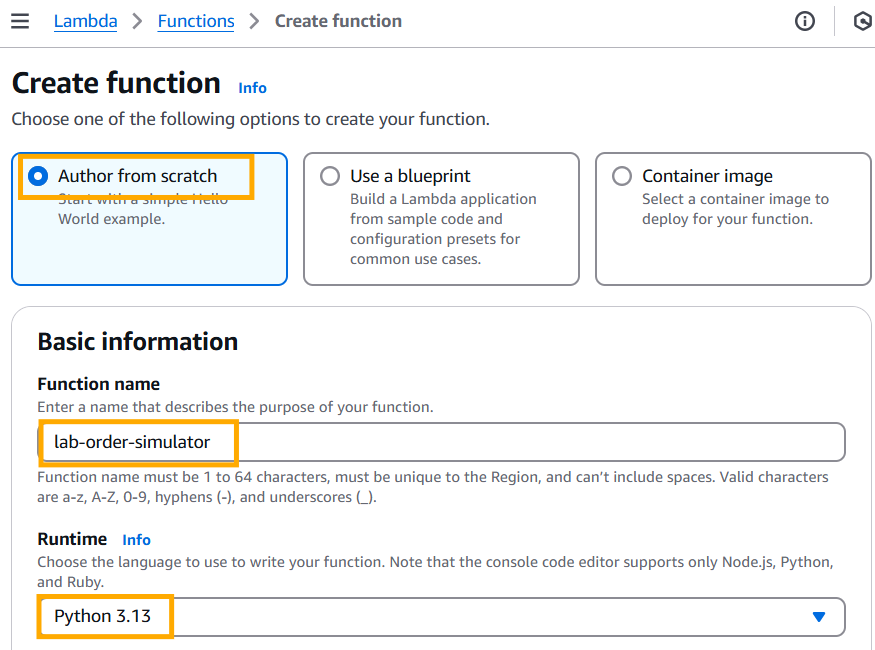 Lambda > Functions > Create function
Create function Info
Choose one of the following options to create your function.
Author from scratch
Start with a simple Hello
World example.
Use a blueprint
Build a Lambda application
from sample code and
configuration presets for
common use cases.
Container image
Select a container image to
deploy for your function.
Basic information
Function name
Enter a name that describes the purpose of your function.
lab-order-simulator
Function name must be 1 to 64 characters, must be unique to the Region, and can’t include spaces. Valid characters
are a-z, A-Z, 0-9, hyphens (-), and underscores (_).
Runtime Info
Choose the language to use to write your function. Note that the console code editor supports only Node.js, Python,
and Ruby.
Python 3.13